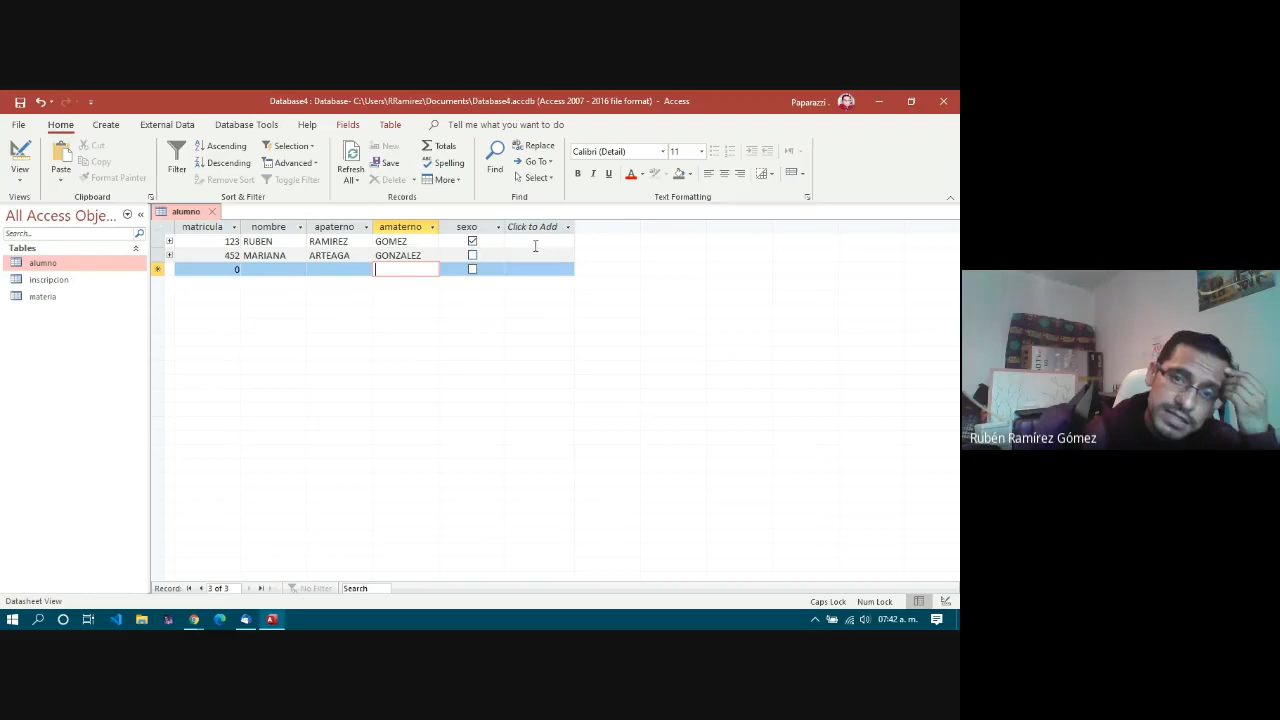 Database4 : Database- C:\Users\RRamirez\Documents\Database4.accdb (Access 2007 - 2016 file format) - Access
Paparazzi .
File Home Create External Data Database Tools Help Fields Table Tell me what you want to do
View
Views
Paste
Cut
Copy
Format Painter
Clipboard
Filter
Ascending
Descending
Remove Sort
Selection
Advanced
Toggle Filter
Sort & Filter
Refresh
All
New
Save
Delete
Totals
Spelling
More
Records
Find
Replace
Go To
Select
Find
Calibri (Detail) 11
B I U A
Text Formatting
All Access Obje...
Search...
Tables
alumno
inscripcion
materia
alumno
matricula nombre apaterno amaterno sexo Click to Add
123 RUBEN RAMIREZ GOMEZ
452 MARIANA ARTEAGA GONZALEZ
0
Record: 3 of 3 No Filter Search
Datasheet View
Caps Lock Num Lock
07:42 a. m.
Rubén Ramírez Gómez